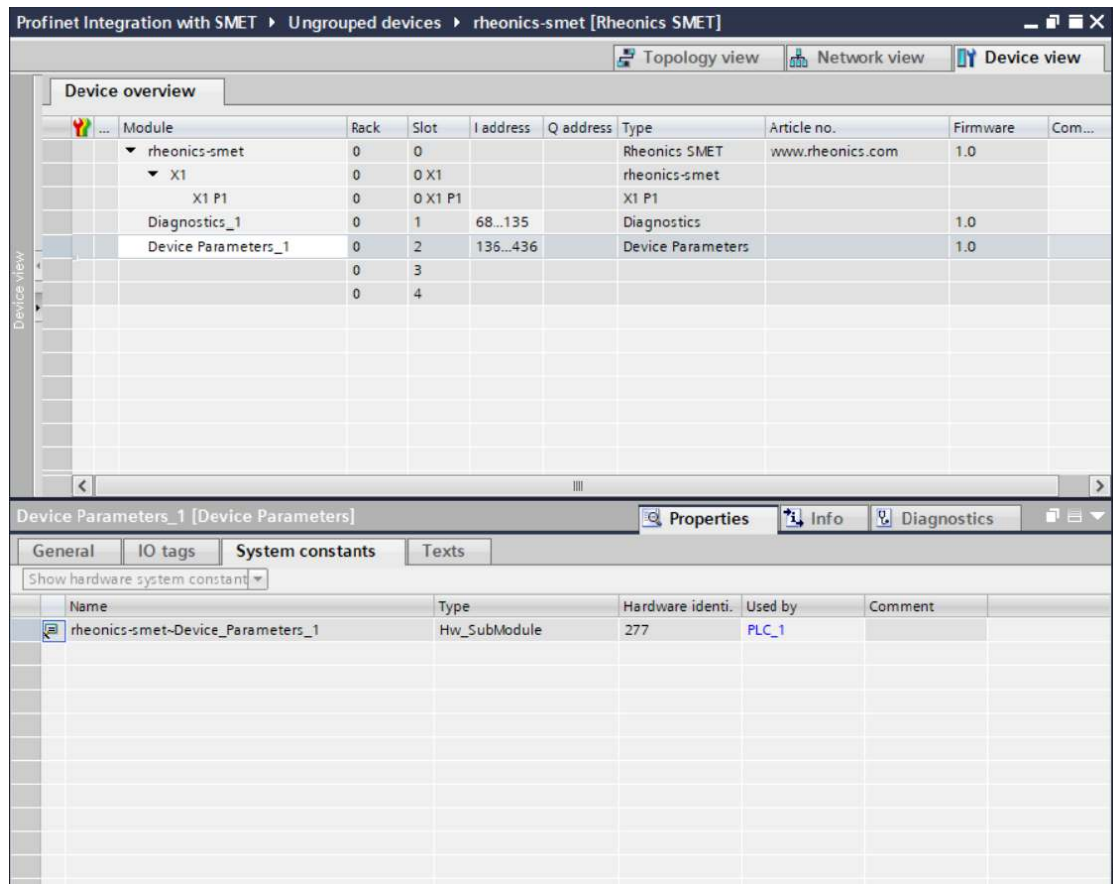 Profinet Integration with SMET ▸ Ungrouped devices ▸ rheonics-smet [Rheonics SMET]
Topology view Network view Device view
Device overview
... Module Rack Slot I address Q address Type Article no. Firmware Com...
rheonics-smet 0 0 Rheonics SMET www.rheonics.com 1.0
X1 0 0 X1 rheonics-smet
X1 P1 0 0 X1 P1 X1 P1
Diagnostics_1 0 1 68...135 Diagnostics 1.0
Device Parameters_1 0 2 136...436 Device Parameters 1.0
0 3
0 4
Device view
Device Parameters_1 [Device Parameters] Properties Info Diagnostics
General IO tags System constants Texts
Show hardware system constant
Name Type Hardware identi. Used by Comment
rheonics-smet~Device_Parameters_1 Hw_SubModule 277 PLC_1